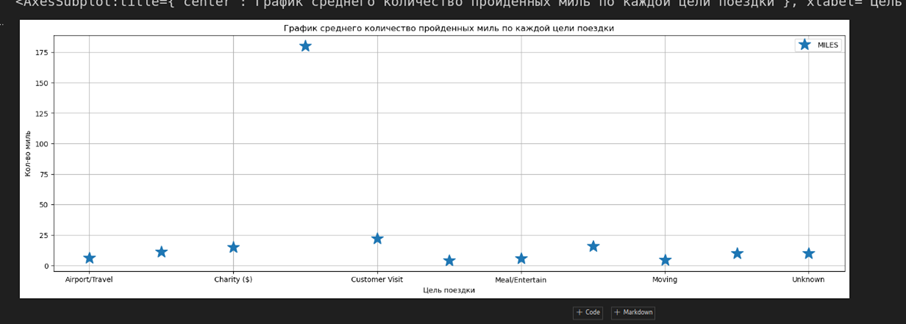 <AxesSubplot:title={'center': 'График среднего количество пройденных миль по каждой цели поездки'}, xlabel='Цель
График среднего количество пройденных миль по каждой цели поездки
MILES
175
150
125
100
75
50
25
0
Кол-во миль
Airport/Travel
Charity ($)
Customer Visit
Meal/Entertain
Moving
Unknown
Цель поездки
+ Code
+ Markdown